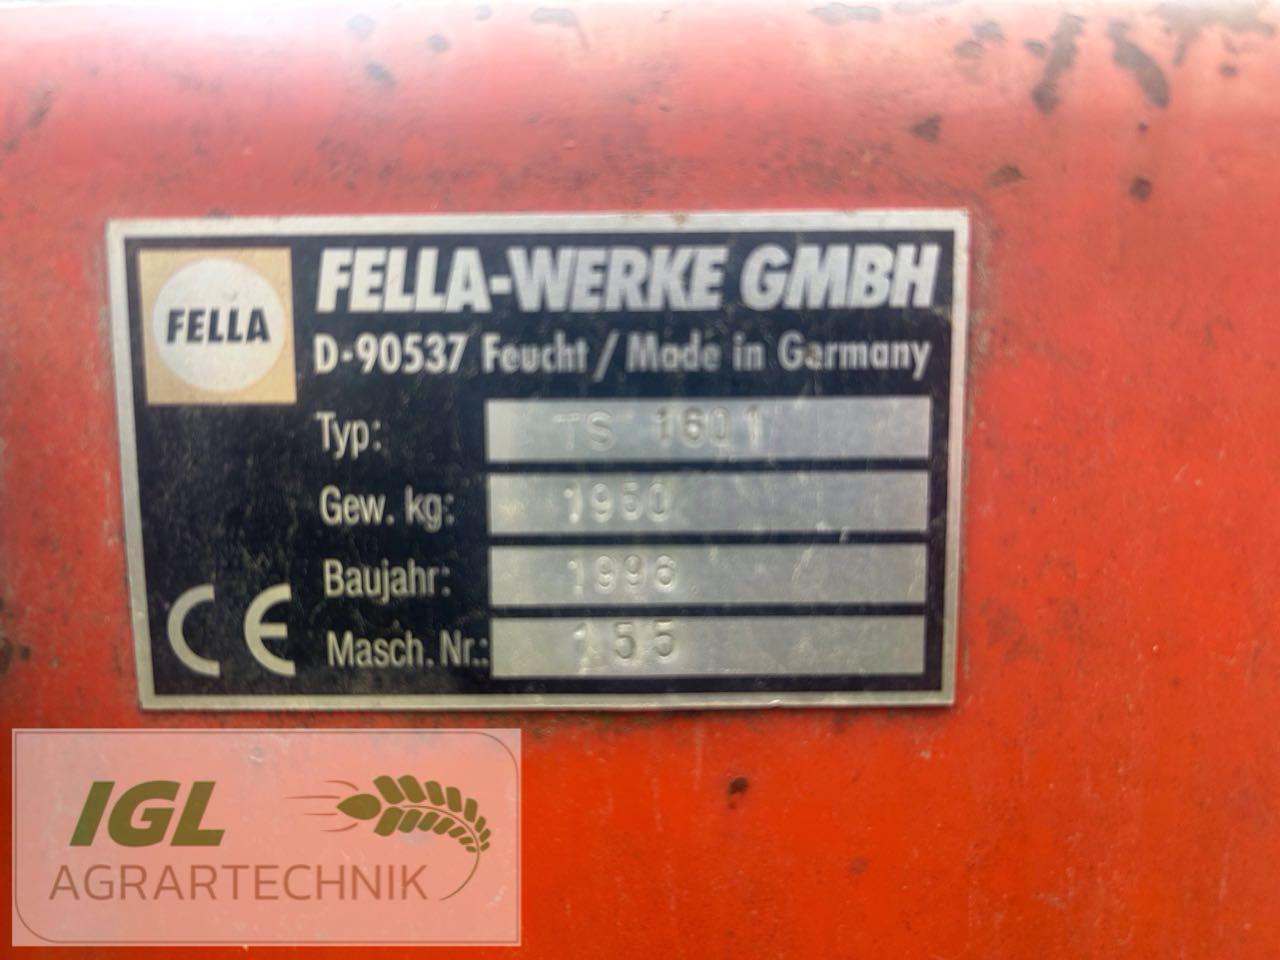 FELLA
FELLA-WERKE GMBH
D-90537 Feucht / Made in Germany
Typ: TS 1601
Gew. kg: 1950
Baujahr: 1996
Masch. Nr.: 155
CE
IGL
AGRARTECHNIK